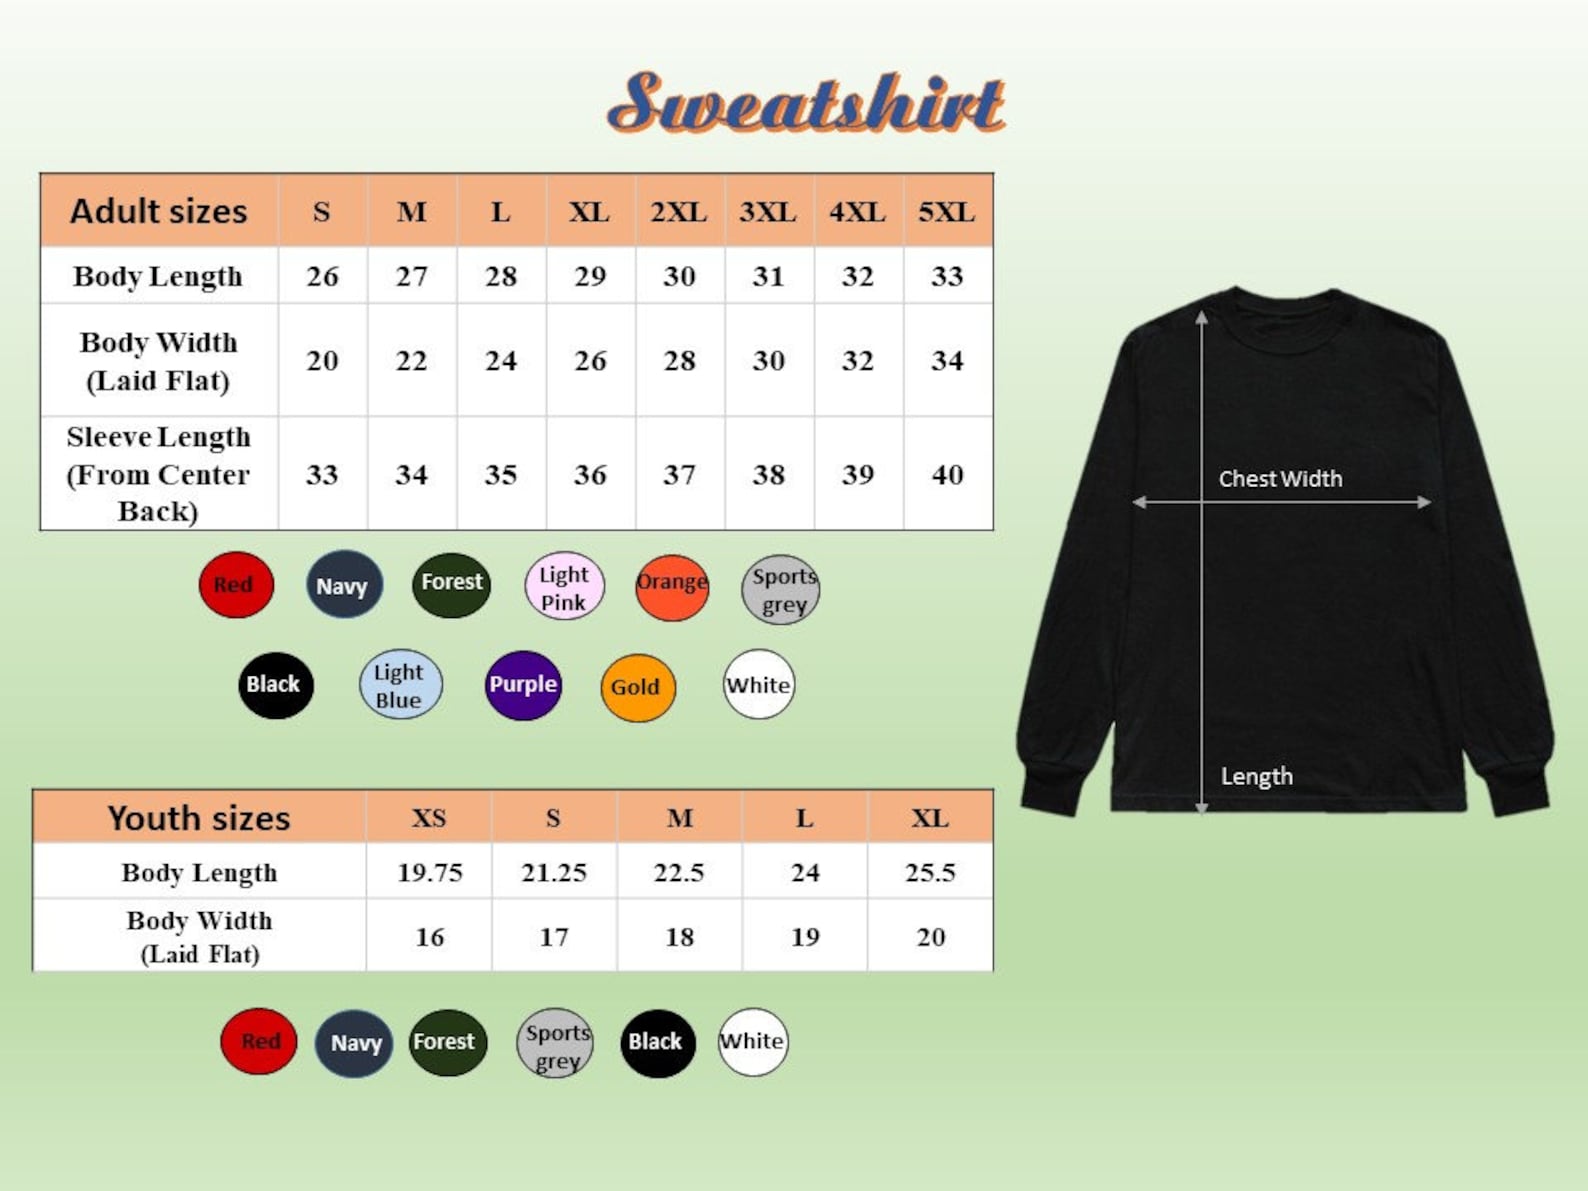 Sweatshirt
Adult sizes S M L XL 2XL 3XL 4XL 5XL
Body Length 26 27 28 29 30 31 32 33
Body Width
(Laid Flat) 20 22 24 26 28 30 32 34
Sleeve Length
(From Center
Back) 33 34 35 36 37 38 39 40
Red Navy Forest Light Pink Orange Sports grey
Black Light Blue Purple Gold White
Chest Width
Length
Youth sizes XS S M L XL
Body Length 19.75 21.25 22.5 24 25.5
Body Width
(Laid Flat) 16 17 18 19 20
Red Navy Forest Sports grey Black White